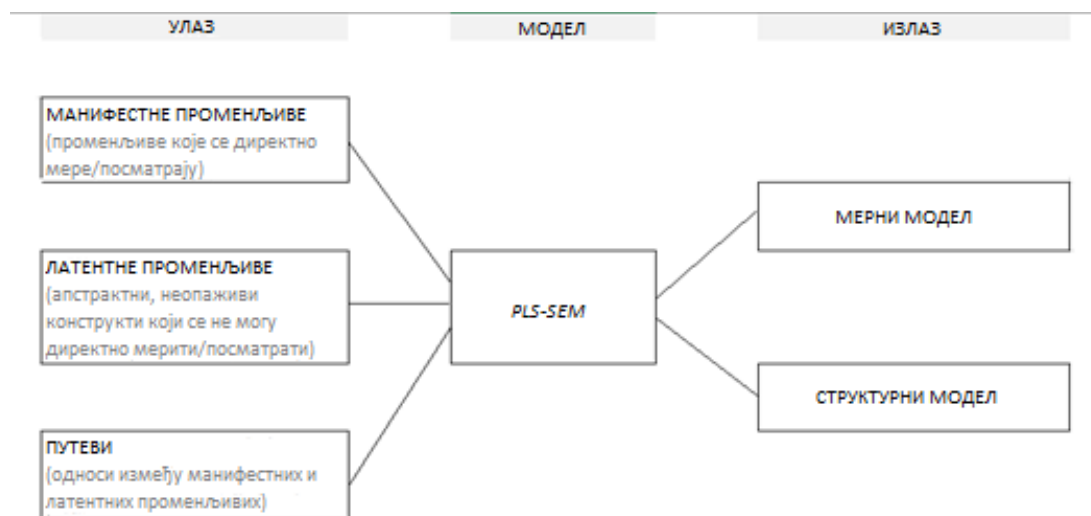 УЛАЗ
МОДЕЛ
ИЗЛАЗ
МАНИФЕСТНЕ ПРОМЕНЉИВЕ
(променљиве које се директно
мере/посматрају)
ЛАТЕНТНЕ ПРОМЕНЉИВЕ
(апстрактни, неопаживи
конструкти који се не могу
директно мерити/посматрати)
ПУТЕВИ
(односи између манифестних и
латентних променљивих)
PLS-SEM
МЕРНИ МОДЕЛ
СТРУКТУРНИ МОДЕЛ